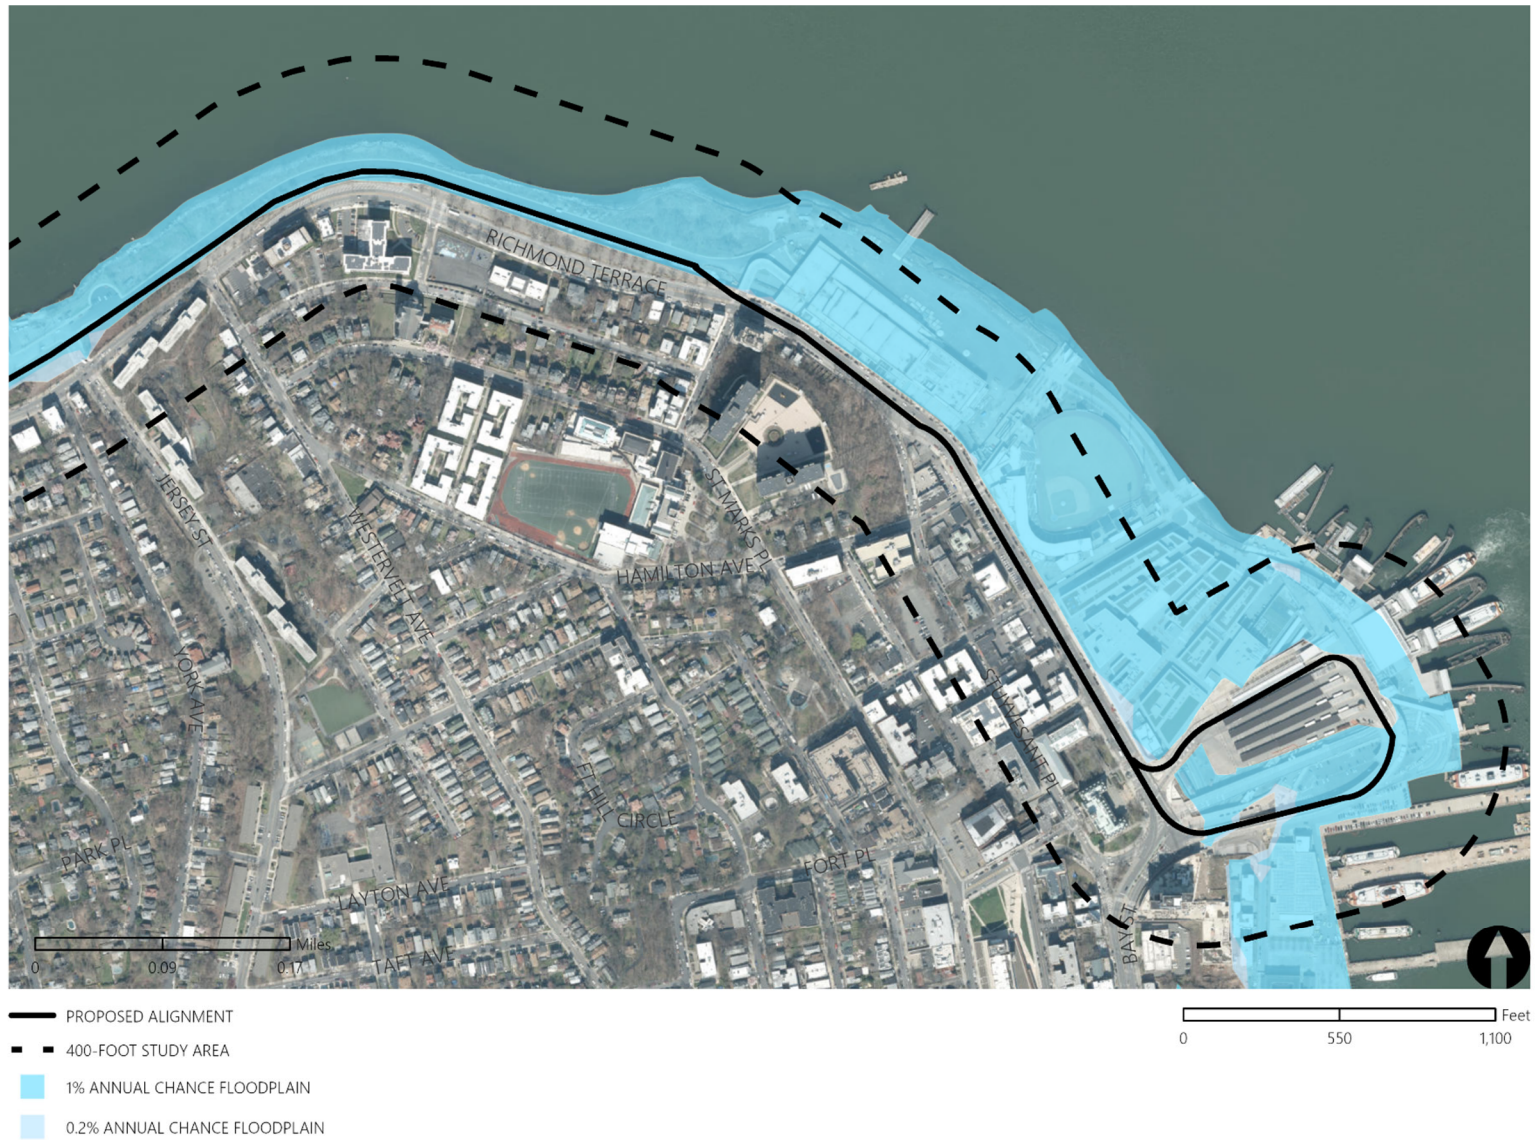 RICHMOND TERRACE
JERSEY ST
WESTERVELT AVE
ST MARKS PL
HAMILTON AVE
YORK AVE
STUYVESANT PL
FT HILL CIRCLE
PARK PL
FORT PL
LAYTON AVE
BAY ST
TAFT AVE
Miles
0 0.09 0.17
PROPOSED ALIGNMENT
400-FOOT STUDY AREA
1% ANNUAL CHANCE FLOODPLAIN
0.2% ANNUAL CHANCE FLOODPLAIN
Feet
0 550 1,100